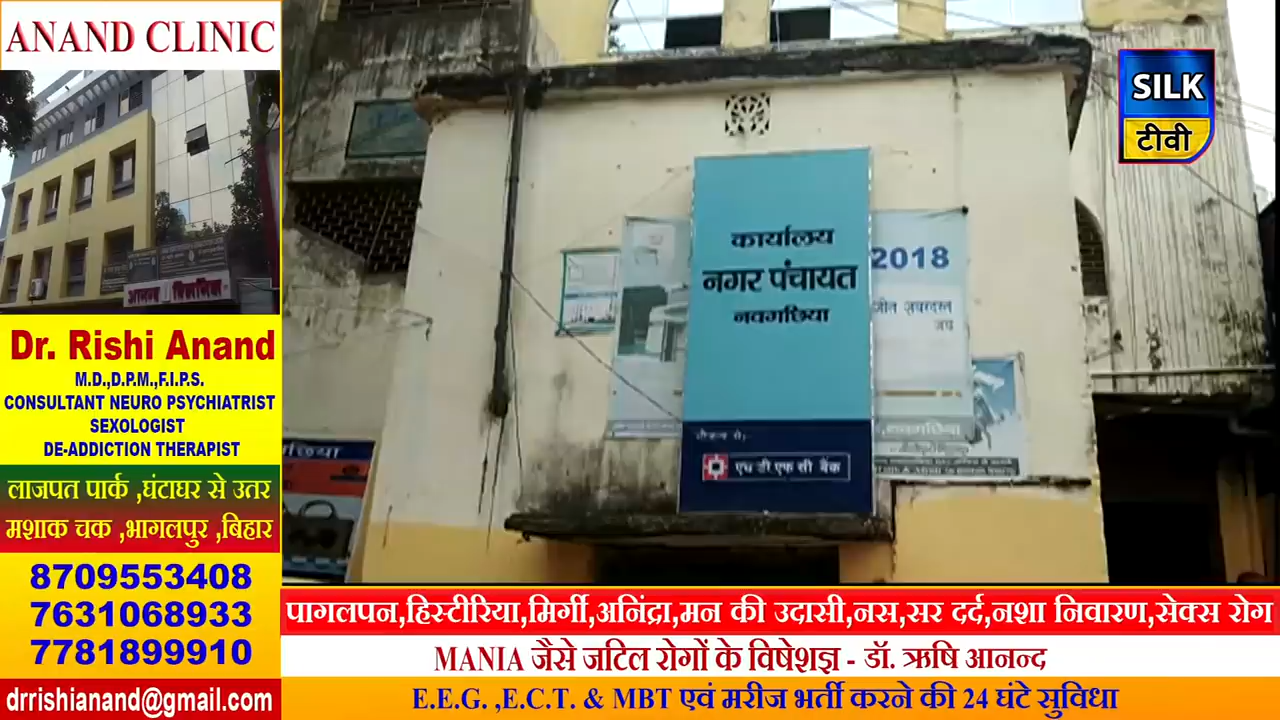 ANAND CLINIC
आनन्द क्लिनिक
Dr. Rishi Anand
M.D.,D.P.M.,F.I.P.S.
CONSULTANT NEURO PSYCHIATRIST
SEXOLOGIST
DE-ADDICTION THERAPIST
लाजपत पार्क ,घंटाघर से उतर
मशाक चक ,भागलपुर ,बिहार
8709553408
7631068933
7781899910
drrishianand@gmail.com
SILK
टीवी
कार्यालय
नगर पंचायत
नवगछिया
एच डी एफ सी बैंक
2018
पागलपन,हिस्टीरिया,मिर्गी,अनिंद्रा,मन की उदासी,नस,सर दर्द,नशा निवारण,सेक्स रोग
MANIA जैसे जटिल रोगों के विषेशज्ञ - डॉ. ऋषि आनन्द
E.E.G. ,E.C.T. & MBT एवं मरीज भर्ती करने की 24 घंटे सुविधा